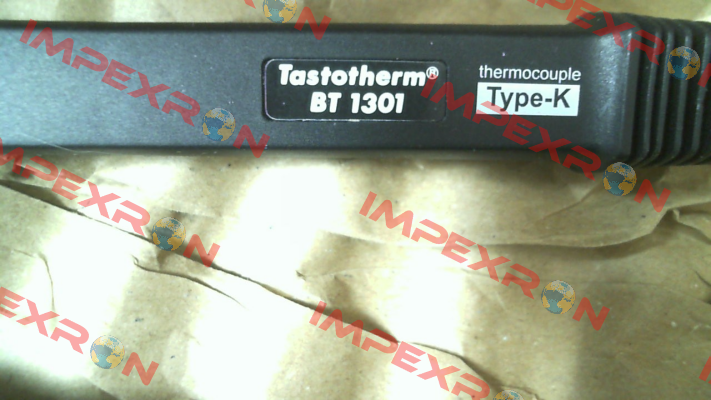 IMPEXRON
Tastotherm®
BT 1301
thermocouple
Type-K
IMPEXRON
IMPEXRON
IMPEXRON
IMPEXRON
IMPEXRON